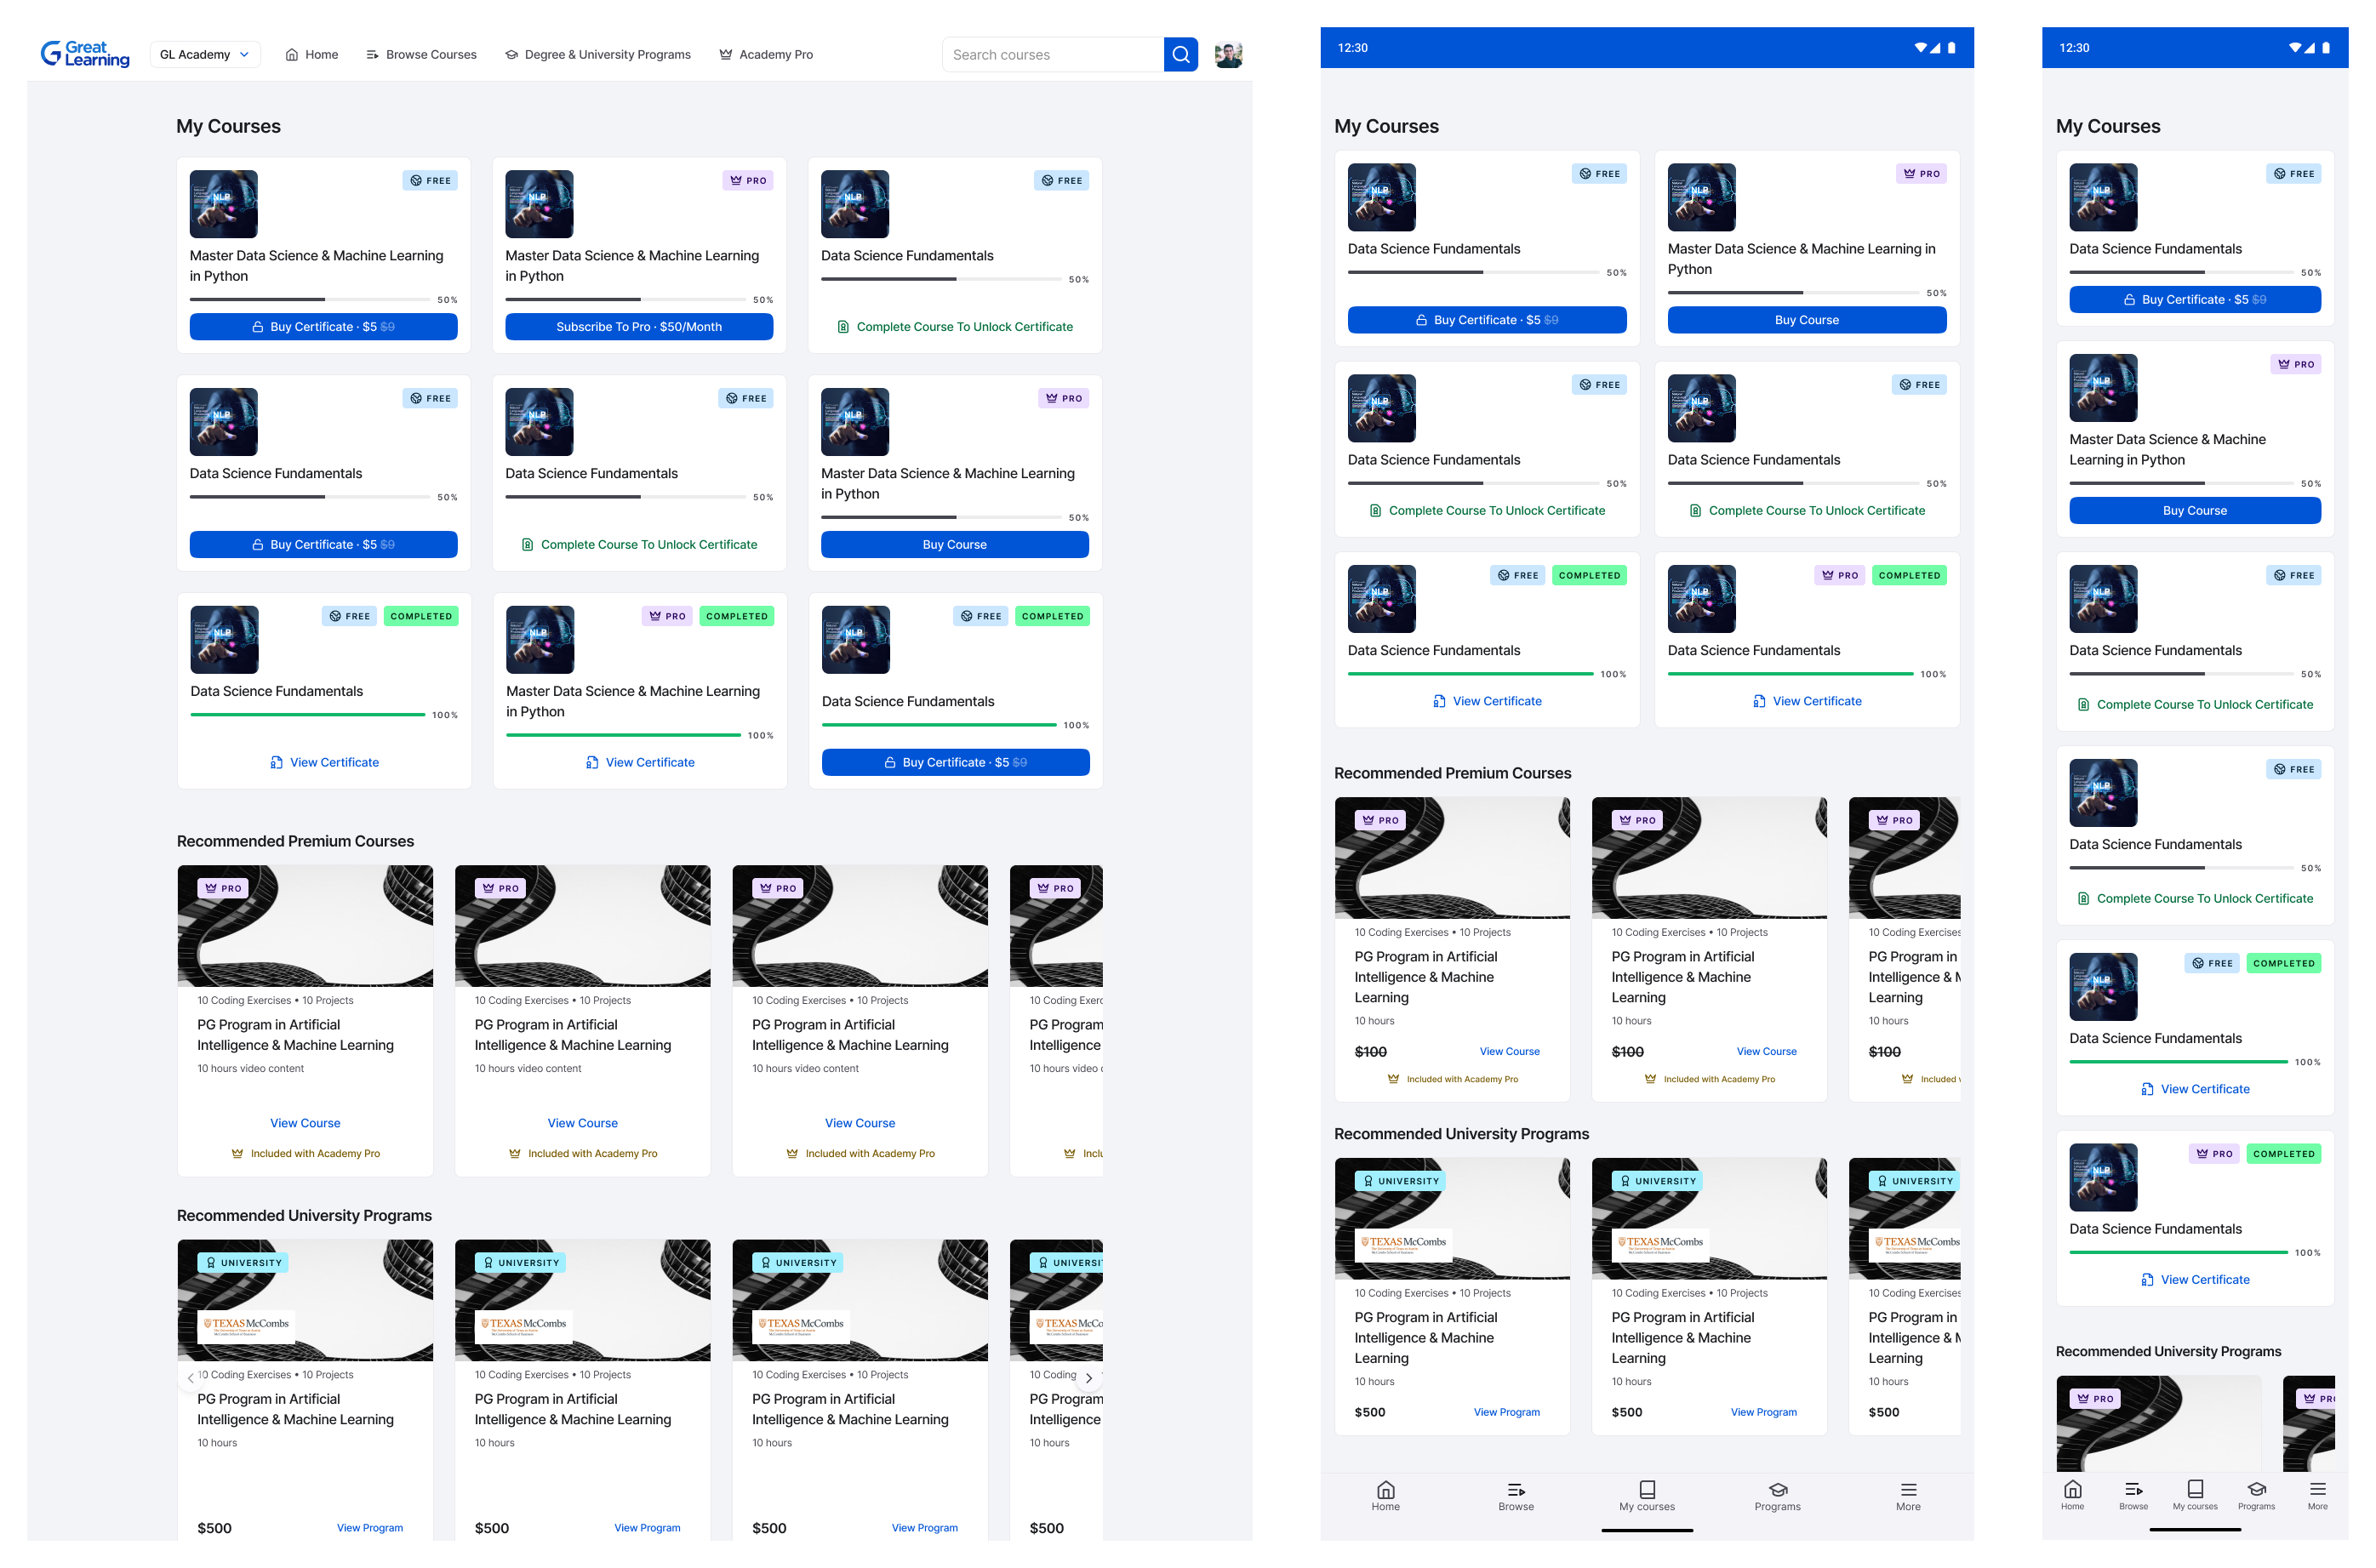 Great Learning
GL Academy
Home
Browse Courses
Degree & University Programs
Academy Pro
Search courses
My Courses
NLP
FREE
Master Data Science & Machine Learning
in Python
50%
Buy Certificate · $5 $9
NLP
PRO
Master Data Science & Machine Learning
in Python
50%
Subscribe To Pro · $50/Month
NLP
FREE
Data Science Fundamentals
50%
Complete Course To Unlock Certificate
NLP
FREE
Data Science Fundamentals
50%
Buy Certificate · $5 $9
NLP
FREE
Data Science Fundamentals
50%
Complete Course To Unlock Certificate
NLP
PRO
Master Data Science & Machine Learning
in Python
50%
Buy Course
NLP
FREE
COMPLETED
Data Science Fundamentals
100%
View Certificate
NLP
PRO
COMPLETED
Master Data Science & Machine Learning
in Python
100%
View Certificate
NLP
FREE
COMPLETED
Data Science Fundamentals
100%
Buy Certificate · $5 $9
Recommended Premium Courses
PRO
10 Coding Exercises • 10 Projects
PG Program in Artificial
Intelligence & Machine Learning
10 hours video content
View Course
Included with Academy Pro
PRO
10 Coding Exercises • 10 Projects
PG Program in Artificial
Intelligence & Machine Learning
10 hours video content
View Course
Included with Academy Pro
PRO
10 Coding Exercises • 10 Projects
PG Program in Artificial
Intelligence & Machine Learning
10 hours video content
View Course
Included with Academy Pro
PRO
10 Coding Exerc
PG Program
Intelligence
10 hours video
Inclu
Recommended University Programs
UNIVERSITY
TEXAS McCombs
10 Coding Exercises • 10 Projects
PG Program in Artificial
Intelligence & Machine Learning
10 hours
$500
View Program
UNIVERSITY
TEXAS McCombs
10 Coding Exercises • 10 Projects
PG Program in Artificial
Intelligence & Machine Learning
10 hours
$500
View Program
UNIVERSITY
TEXAS McCombs
10 Coding Exercises • 10 Projects
PG Program in Artificial
Intelligence & Machine Learning
10 hours
$500
View Program
UNIVERSITY
TEXAS McCo
10 Coding
PG Program
Intelligence
10 hours
$500
12:30
My Courses
NLP
FREE
Data Science Fundamentals
50%
Buy Certificate · $5 $9
NLP
PRO
Master Data Science & Machine Learning in
Python
50%
Buy Course
NLP
FREE
Data Science Fundamentals
50%
Complete Course To Unlock Certificate
NLP
FREE
Data Science Fundamentals
50%
Complete Course To Unlock Certificate
NLP
FREE
COMPLETED
Data Science Fundamentals
100%
View Certificate
NLP
PRO
COMPLETED
Data Science Fundamentals
100%
View Certificate
Recommended Premium Courses
PRO
10 Coding Exercises • 10 Projects
PG Program in Artificial
Intelligence & Machine
Learning
10 hours
$100
View Course
Included with Academy Pro
PRO
10 Coding Exercises • 10 Projects
PG Program in Artificial
Intelligence & Machine
Learning
10 hours
$100
View Course
Included with Academy Pro
PRO
10 Coding Exercises
PG Program in
Intelligence & M
Learning
10 hours
$100
Included w
Recommended University Programs
UNIVERSITY
TEXAS McCombs
10 Coding Exercises • 10 Projects
PG Program in Artificial
Intelligence & Machine
Learning
10 hours
$500
View Program
UNIVERSITY
TEXAS McCombs
10 Coding Exercises • 10 Projects
PG Program in Artificial
Intelligence & Machine
Learning
10 hours
$500
View Program
UNIVERSITY
TEXAS McCombs
10 Coding Exercises
PG Program in
Intelligence & M
Learning
10 hours
$500
Home
Browse
My courses
Programs
More
12:30
My Courses
NLP
FREE
Data Science Fundamentals
50%
Buy Certificate · $5 $9
NLP
PRO
Master Data Science & Machine
Learning in Python
50%
Buy Course
NLP
FREE
Data Science Fundamentals
50%
Complete Course To Unlock Certificate
NLP
FREE
Data Science Fundamentals
50%
Complete Course To Unlock Certificate
NLP
FREE
COMPLETED
Data Science Fundamentals
100%
View Certificate
NLP
PRO
COMPLETED
Data Science Fundamentals
100%
View Certificate
Recommended University Programs
PRO
PRO
Home
Browse
My courses
Programs
More